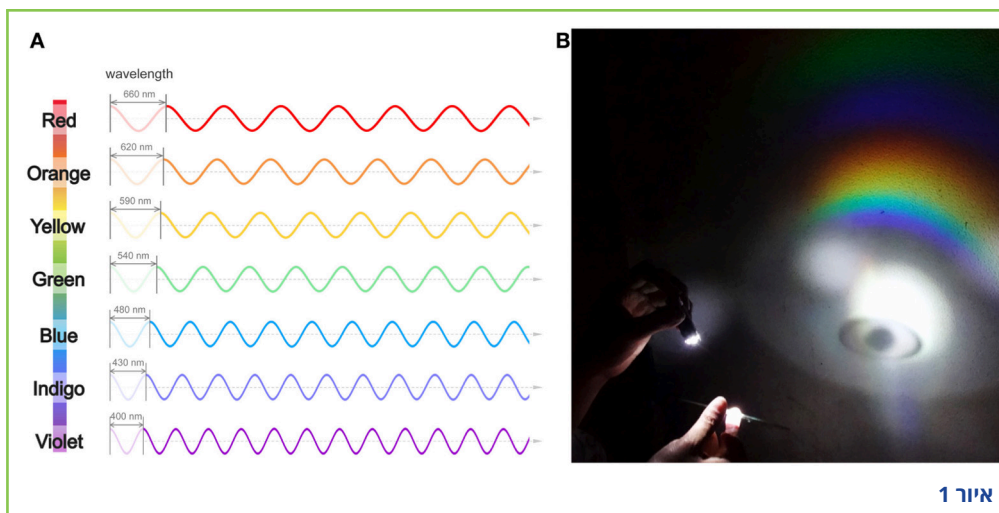 A
B
wavelength
660 nm
Red
620 nm
Orange
590 nm
Yellow
540 nm
Green
480 nm
Blue
430 nm
Indigo
400 nm
Violet
איור 1